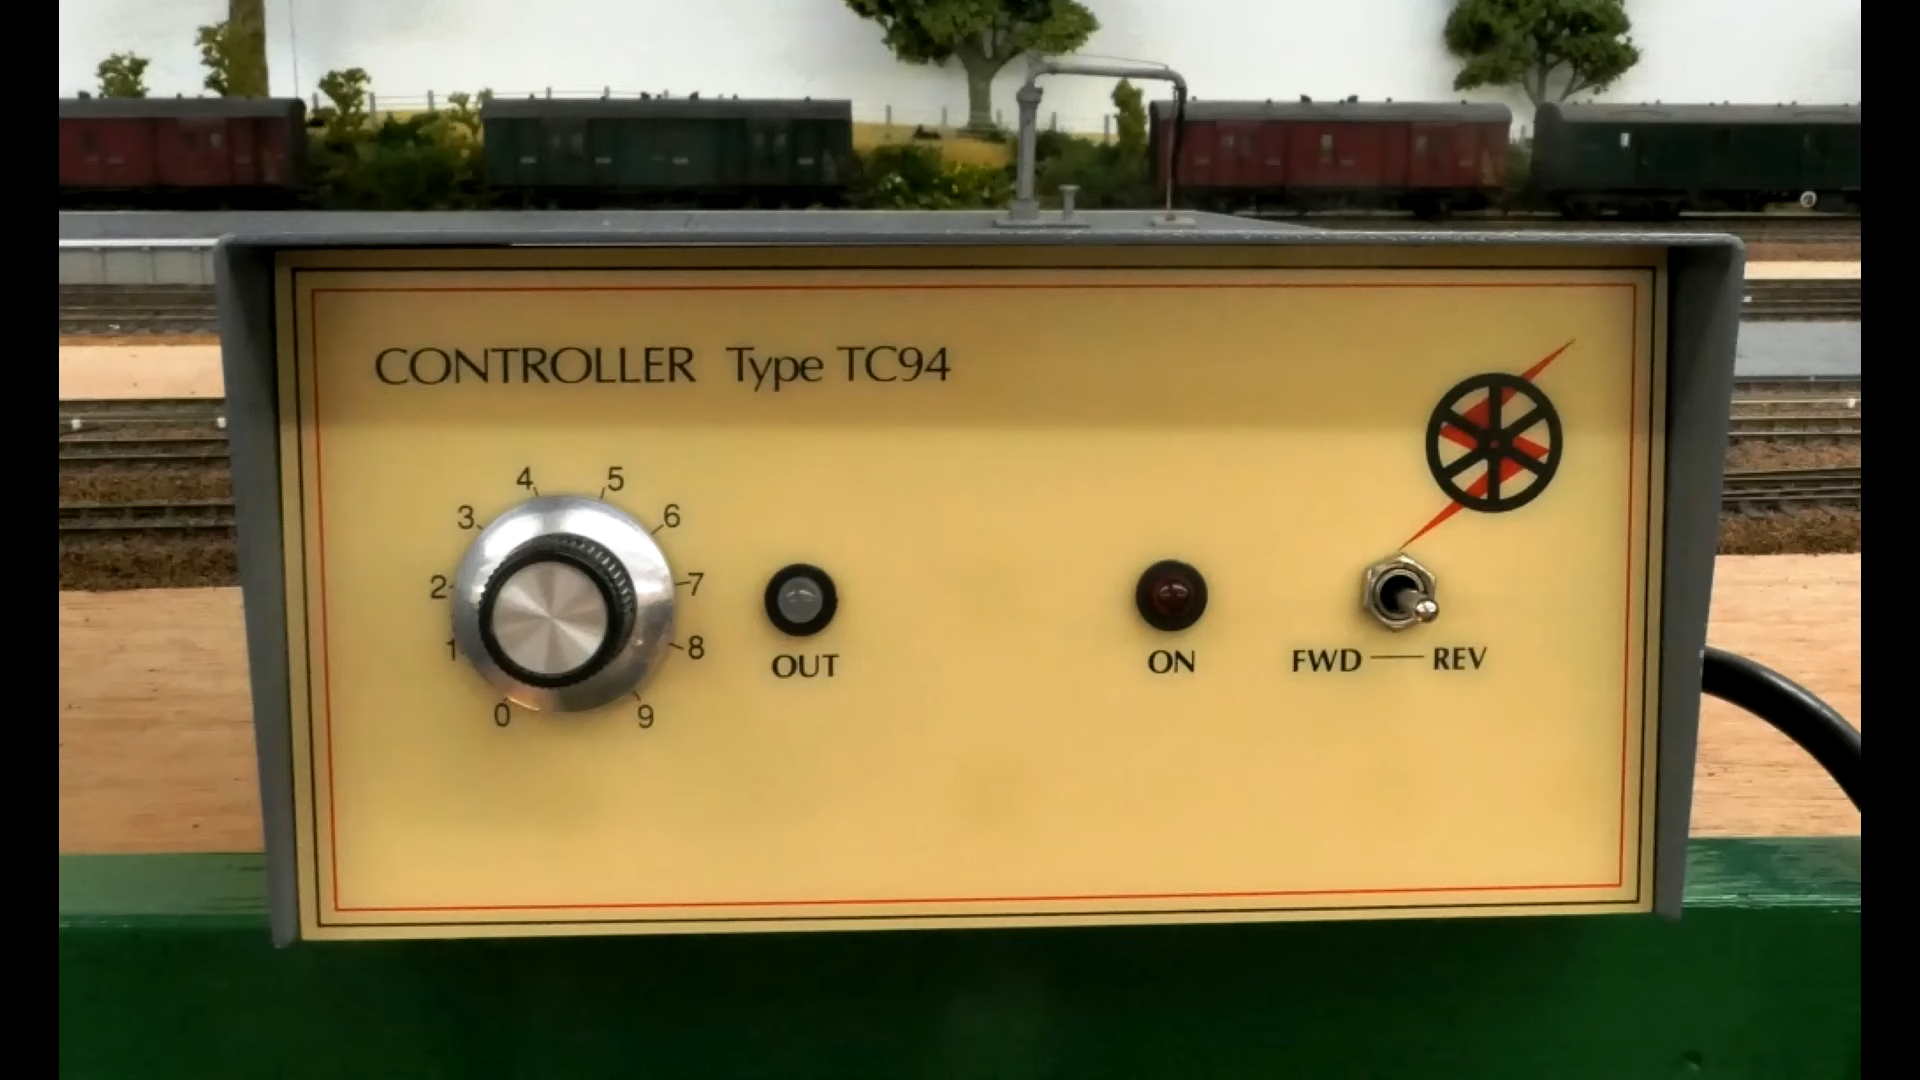 CONTROLLER Type TC94
4 5
3 6
2 7
1 8
0 9
OUT
ON
FWD — REV